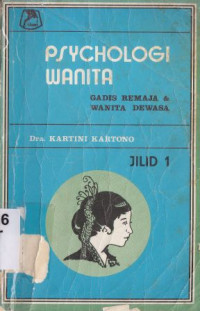 PSYCHOLOGI
WANITA
GADIS REMAJA &
WANITA DEWASA
Dra. KARTINI KARTONO
JILID 1
6